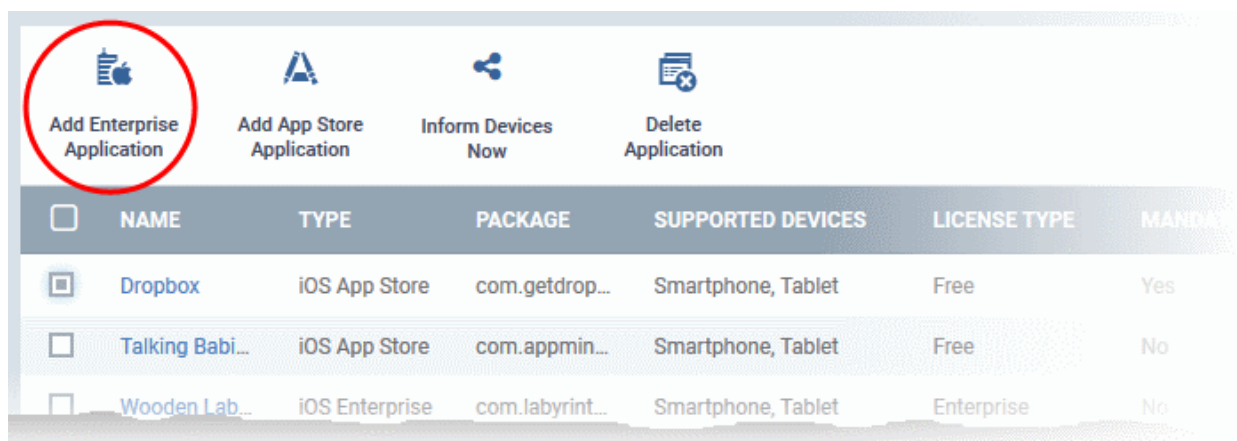 Add Enterprise Application
Add App Store Application
Inform Devices Now
Delete Application
NAME TYPE PACKAGE SUPPORTED DEVICES LICENSE TYPE
Dropbox iOS App Store com.getdrop... Smartphone, Tablet Free Yes
Talking Babi... iOS App Store com.appmin... Smartphone, Tablet Free No
Wooden Lab... iOS Enterprise com.labyrint... Smartphone, Tablet Enterprise No